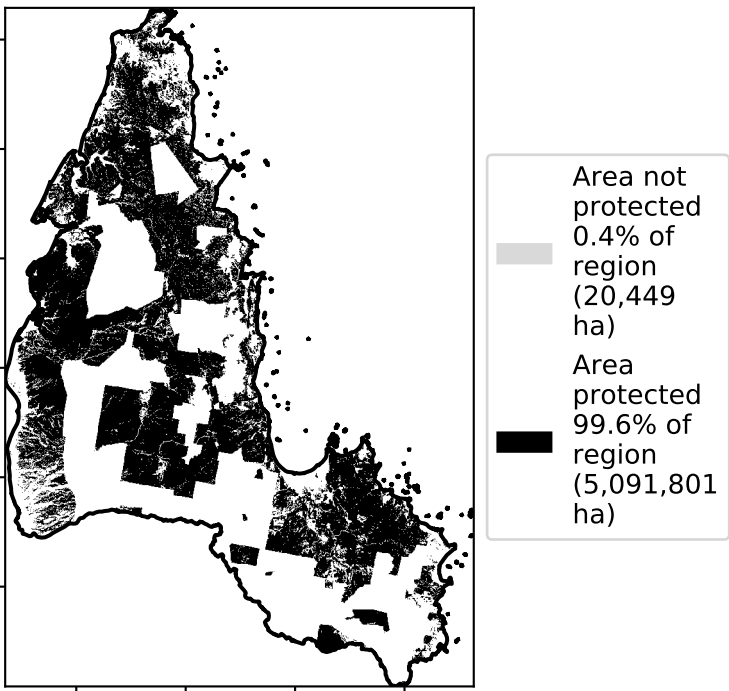 Area not
protected
0.4% of
region
(20,449
ha)
Area
protected
99.6% of
region
(5,091,801
ha)